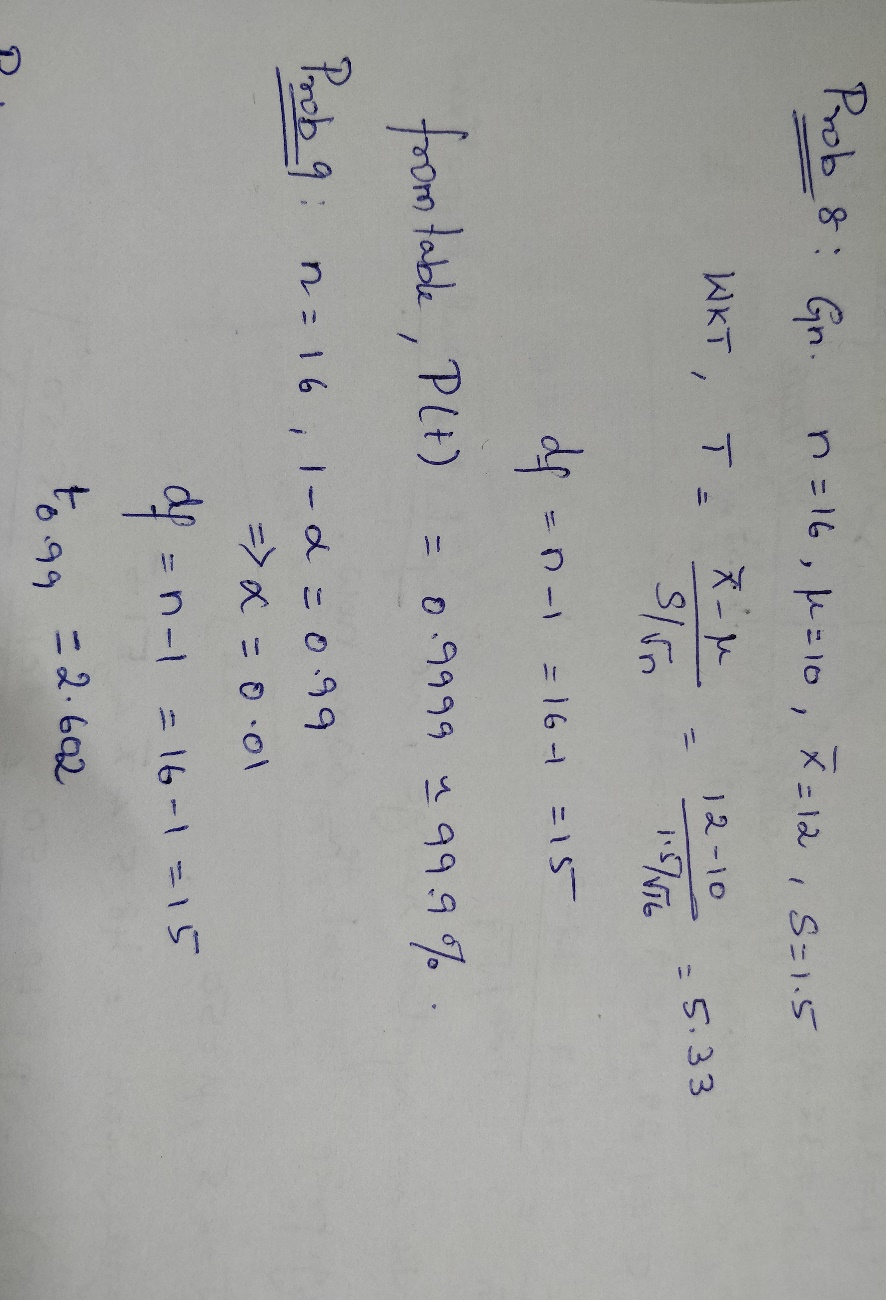 Prob 8: Gn. n=16, μ=10, x̄=12, S=1.5
WKT, T = x̄-μ / S/√n = 12-10 / 1.5/√16 = 5.33
df = n-1 = 16-1 = 15
from table, P(t) = 0.9999 ≃ 99.9%.
Prob 9: n=16, 1-α = 0.99
⇒ α = 0.01
df = n-1 = 16-1 = 15
t0.99 = 2.602